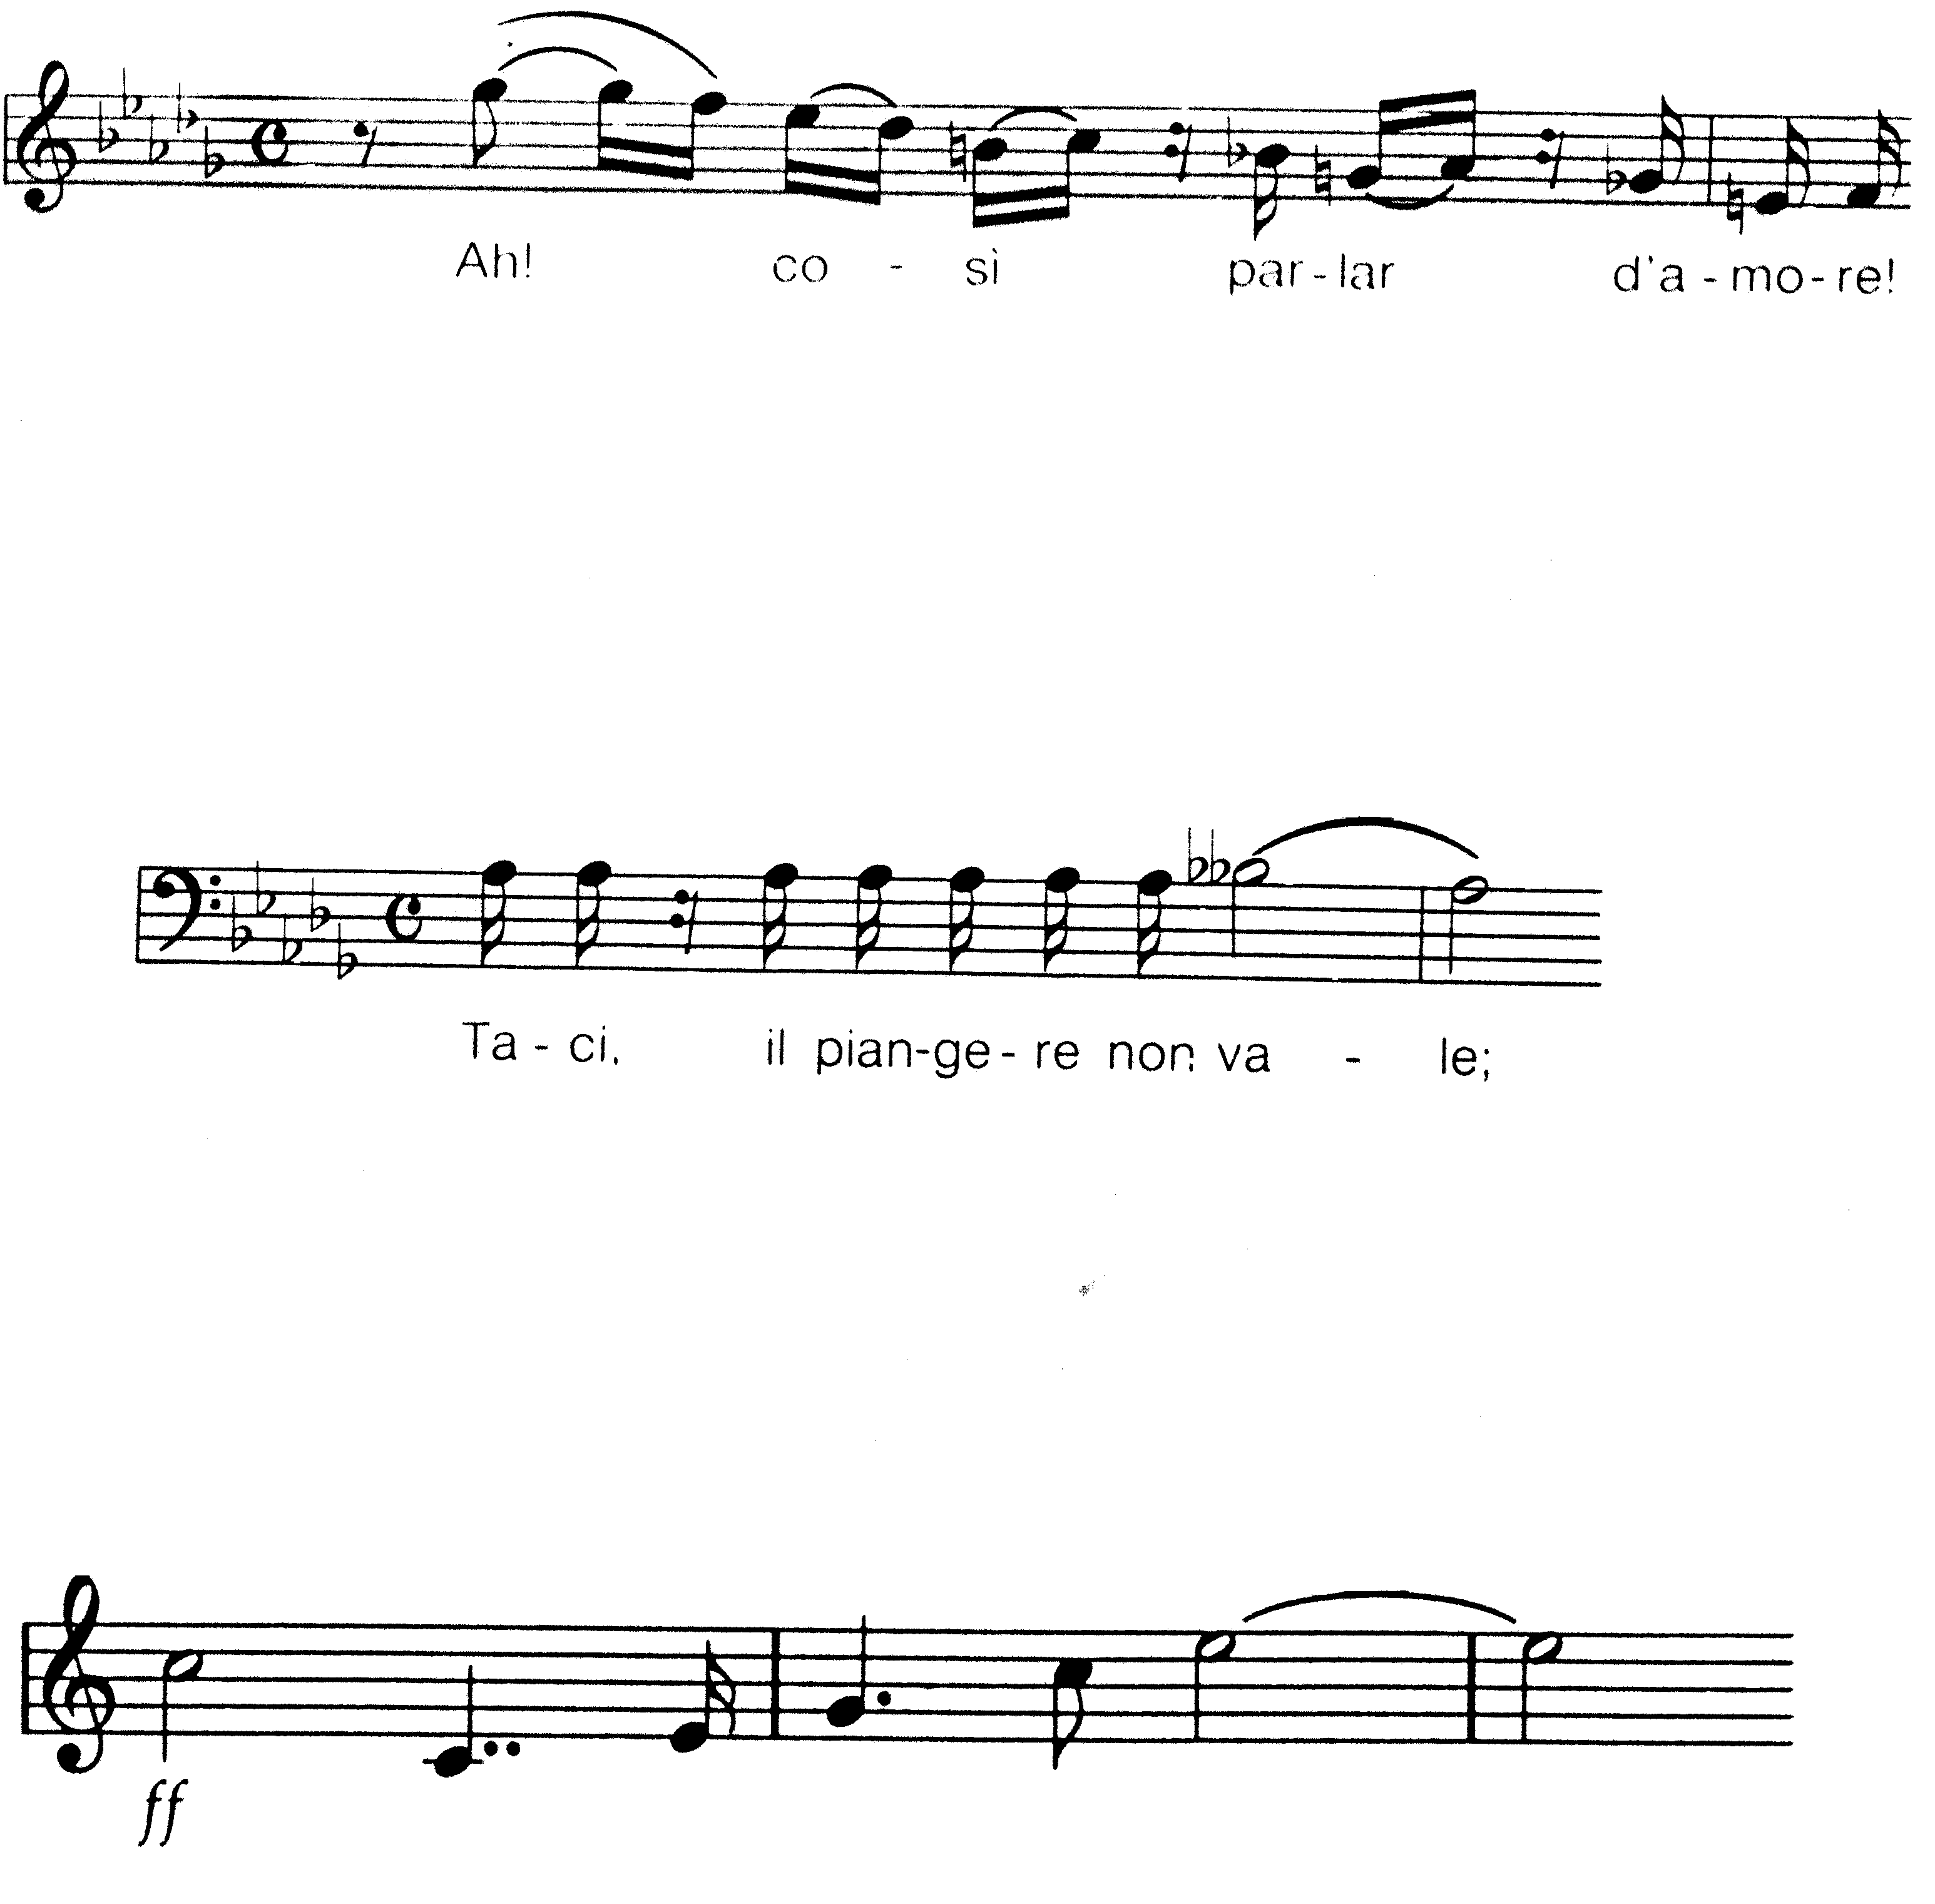 Ah! co - sì par-lar d'a-mo-re!
Ta-ci, il pian-ge-re non va - le;
ff